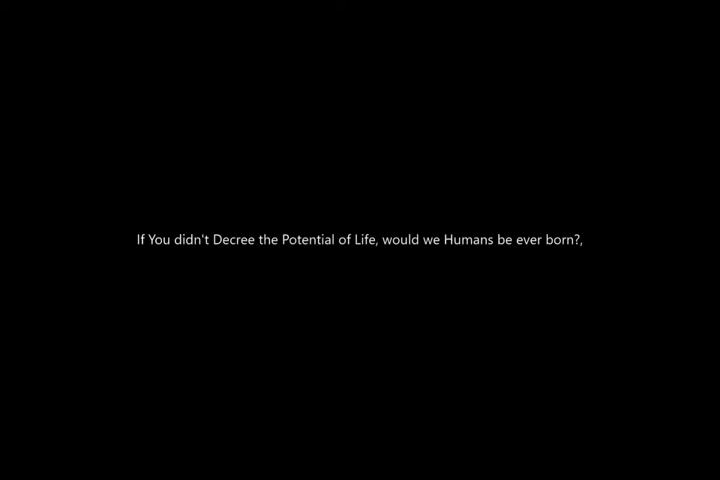 If You didn't Decree the Potential of Life, would we Humans be ever born?,